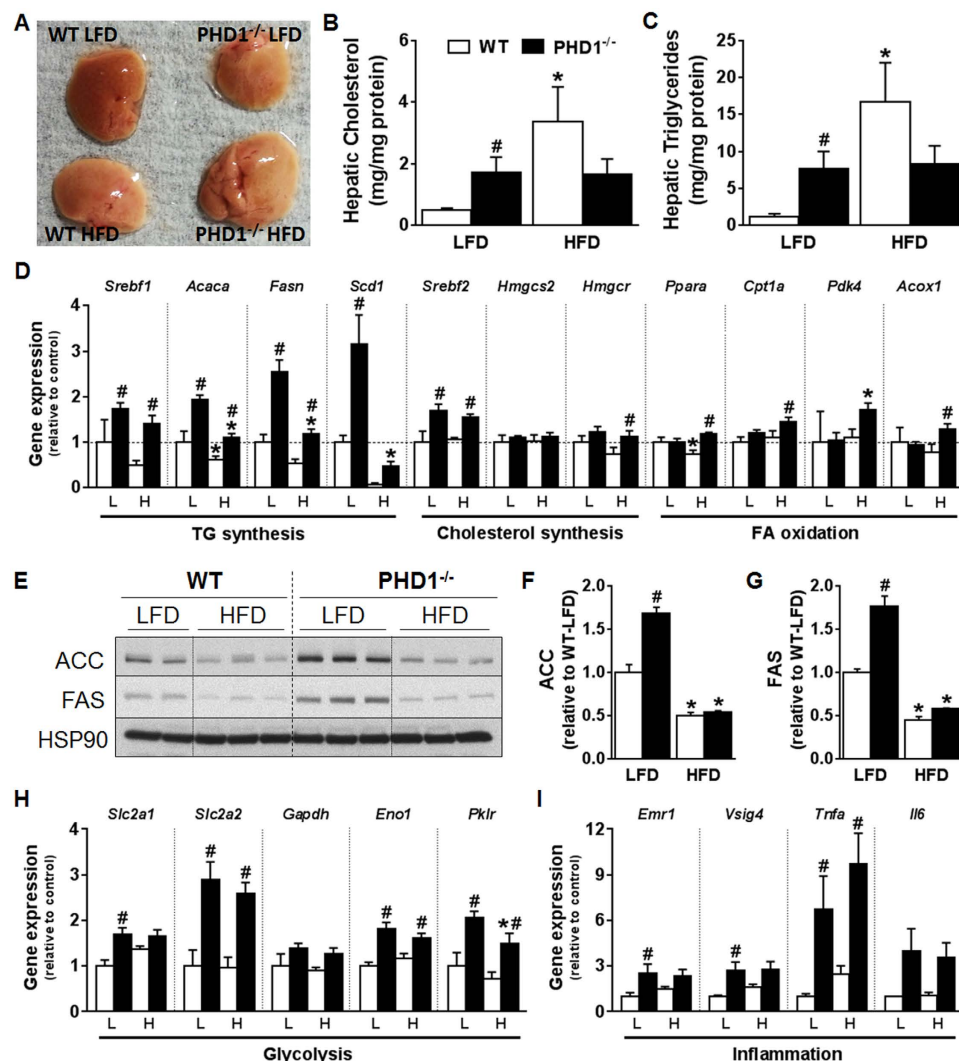 A
WT LFD
PHD1-/- LFD
WT HFD
PHD1-/- HFD
B
WT
PHD1-/-
Hepatic Cholesterol
(mg/mg protein)
6
4
2
0
#
*
LFD
HFD
C
Hepatic Triglycerides
(mg/mg protein)
25
20
15
10
5
0
#
*
LFD
HFD
D
Srebf1 Acaca Fasn Scd1 Srebf2 Hmgcs2 Hmgcr Ppara Cpt1a Pdk4 Acox1
Gene expression
(relative to control)
4
3
2
1
0
# # # * # # * # # * # # # * # # * #
L H L H L H L H L H L H L H L H L H L H L H
TG synthesis
Cholesterol synthesis
FA oxidation
E
WT
PHD1-/-
LFD HFD LFD HFD
ACC
FAS
HSP90
F
ACC
(relative to WT-LFD)
2.0
1.5
1.0
0.5
0.0
#
* *
LFD HFD
G
FAS
(relative to WT-LFD)
2.0
1.5
1.0
0.5
0.0
#
* *
LFD HFD
H
Slc2a1 Slc2a2 Gapdh Eno1 Pklr
Gene expression
(relative to control)
4
3
2
1
0
# # # # # # *#
L H L H L H L H L H
Glycolysis
I
Emr1 Vsig4 Tnfa Il6
Gene expression
(relative to control)
12
9
6
3
0
# # # #
L H L H L H L H
Inflammation